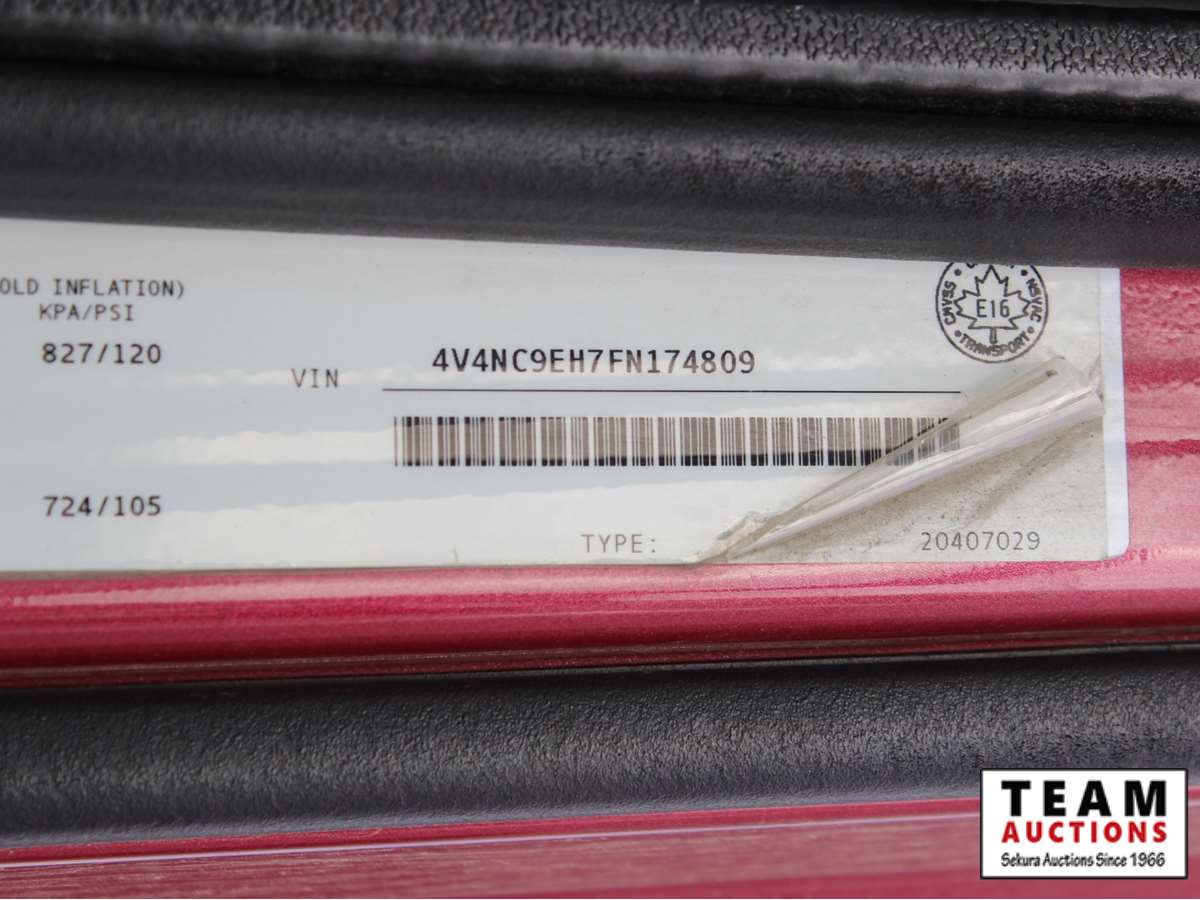 OLD INFLATION)
KPA/PSI
827/120
VIN 4V4NC9EH7FN174809
724/105
TYPE: 20407029
E16
TRANSPORT
TEAM
AUCTIONS
Sekura Auctions Since 1966